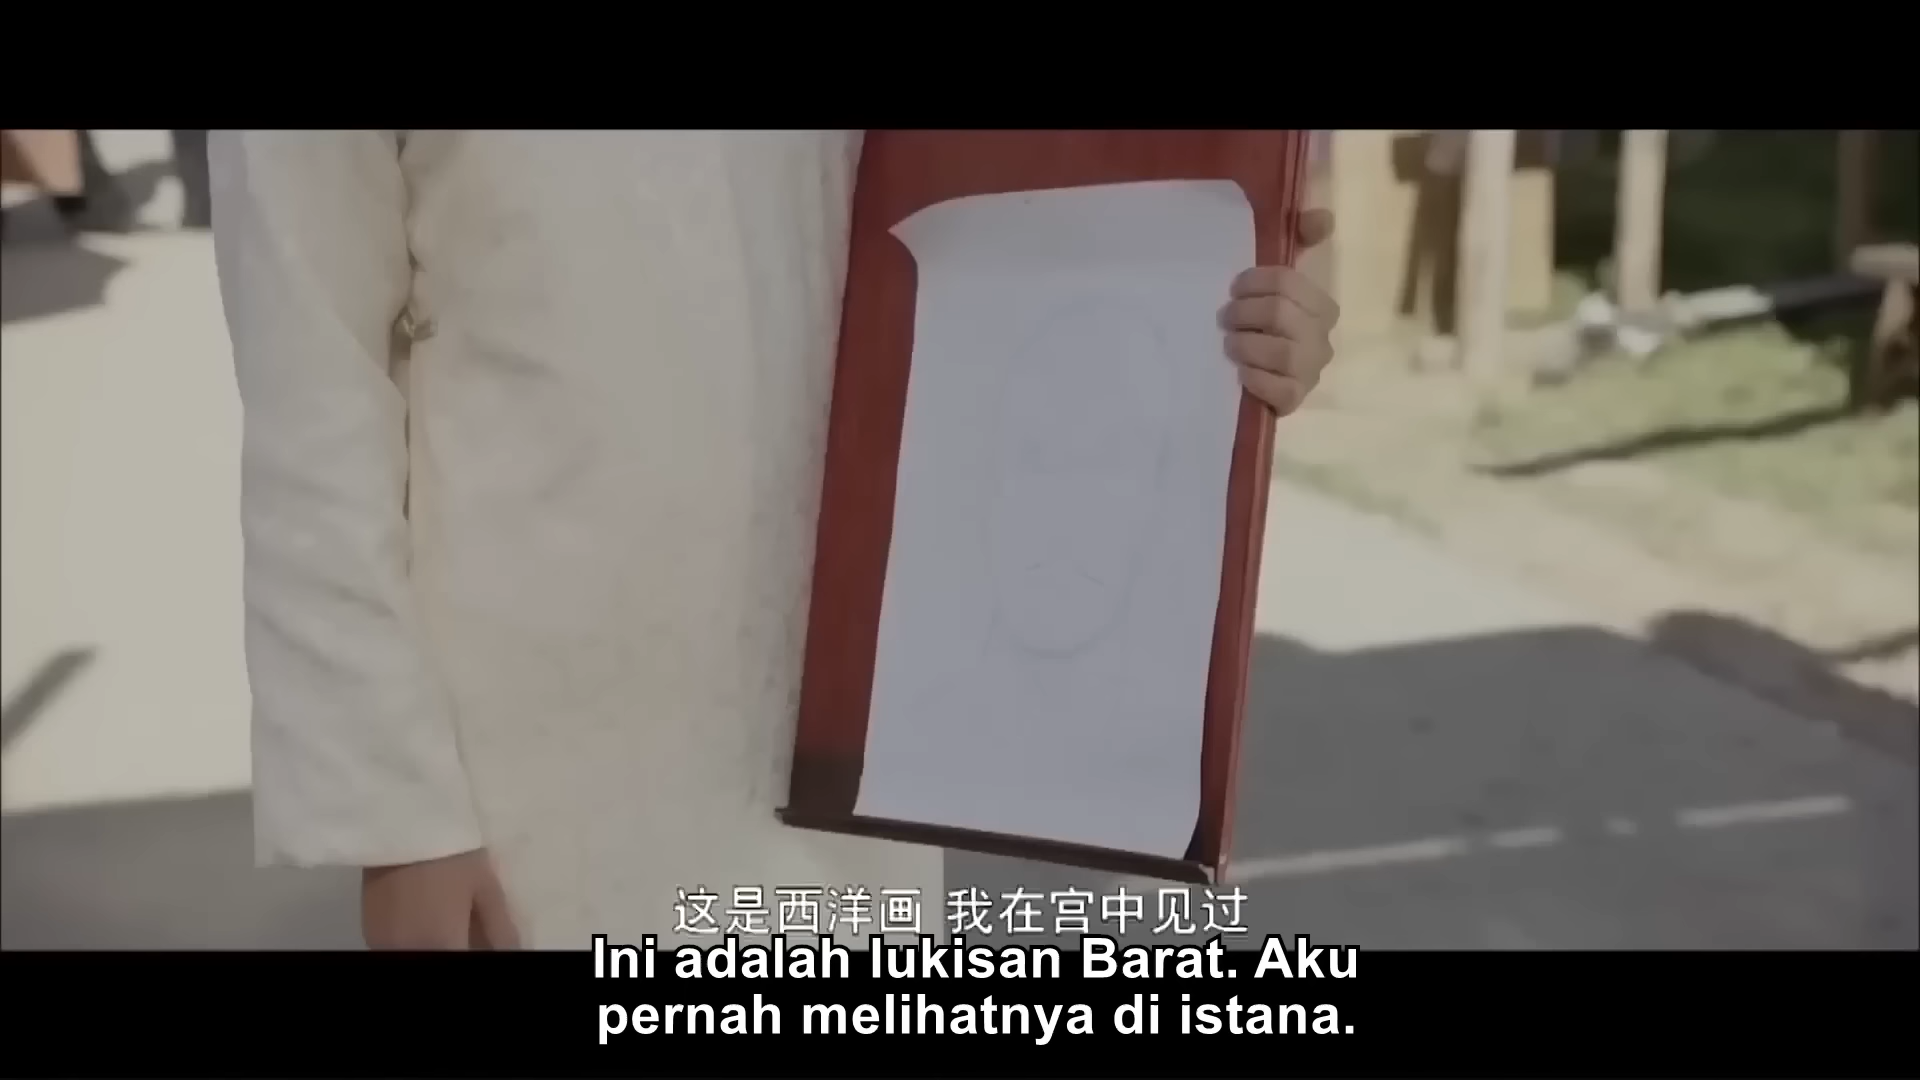 这是西洋画 我在宫中见过
Ini adalah lukisan Barat. Aku
pernah melihatnya di istana.